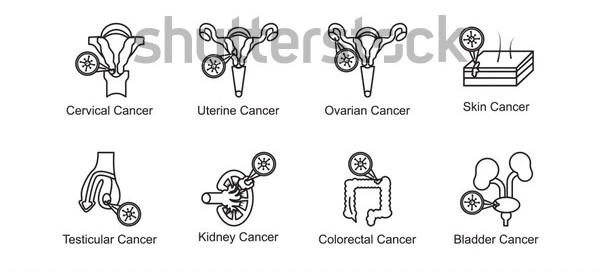 shutterstock
Cervical Cancer
Uterine Cancer
Ovarian Cancer
Skin Cancer
Testicular Cancer
Kidney Cancer
Colorectal Cancer
Bladder Cancer